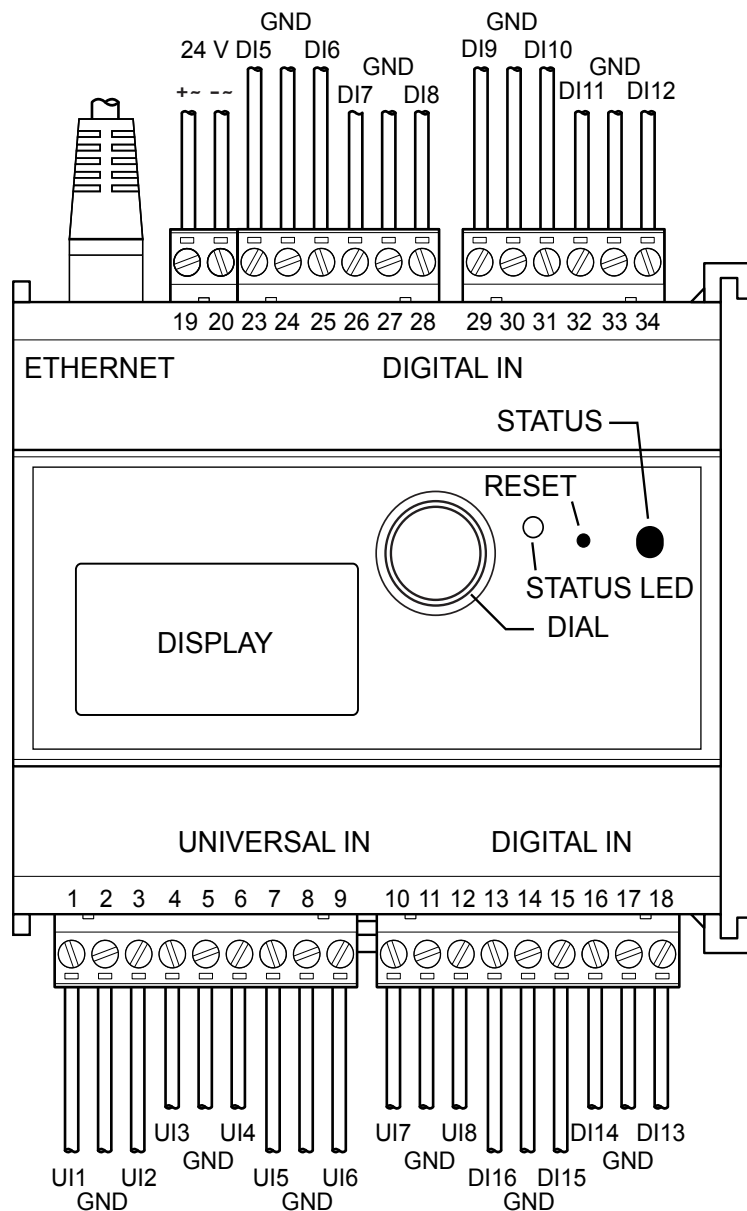 GND
GND
24 V DI5
DI6
DI9
DI10
GND
GND
+~
-~
DI7
DI8
DI11
DI12
19 20 23 24 25 26 27 28
29 30 31 32 33 34
ETHERNET
DIGITAL IN
STATUS
RESET
STATUS LED
DIAL
DISPLAY
UNIVERSAL IN
DIGITAL IN
1 2 3 4 5 6 7 8 9
10 11 12 13 14 15 16 17 18
UI3
UI4
UI7
UI8
DI14
DI13
GND
GND
GND
UI1
UI2
UI5
UI6
DI16
DI15
GND
GND
GND